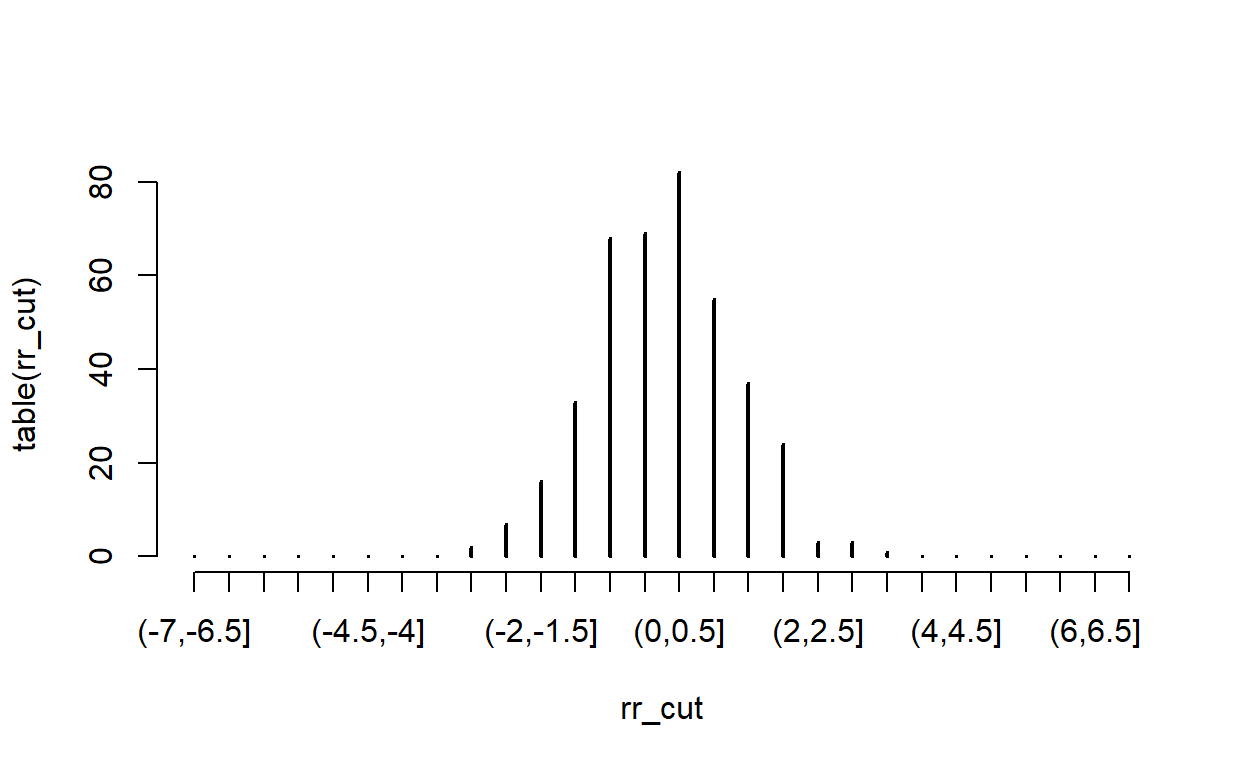 80
60
40
20
0
table(rr_cut)
(-7,-6.5] (-4.5,-4] (-2,-1.5] (0,0.5] (2,2.5] (4,4.5] (6,6.5]
rr_cut